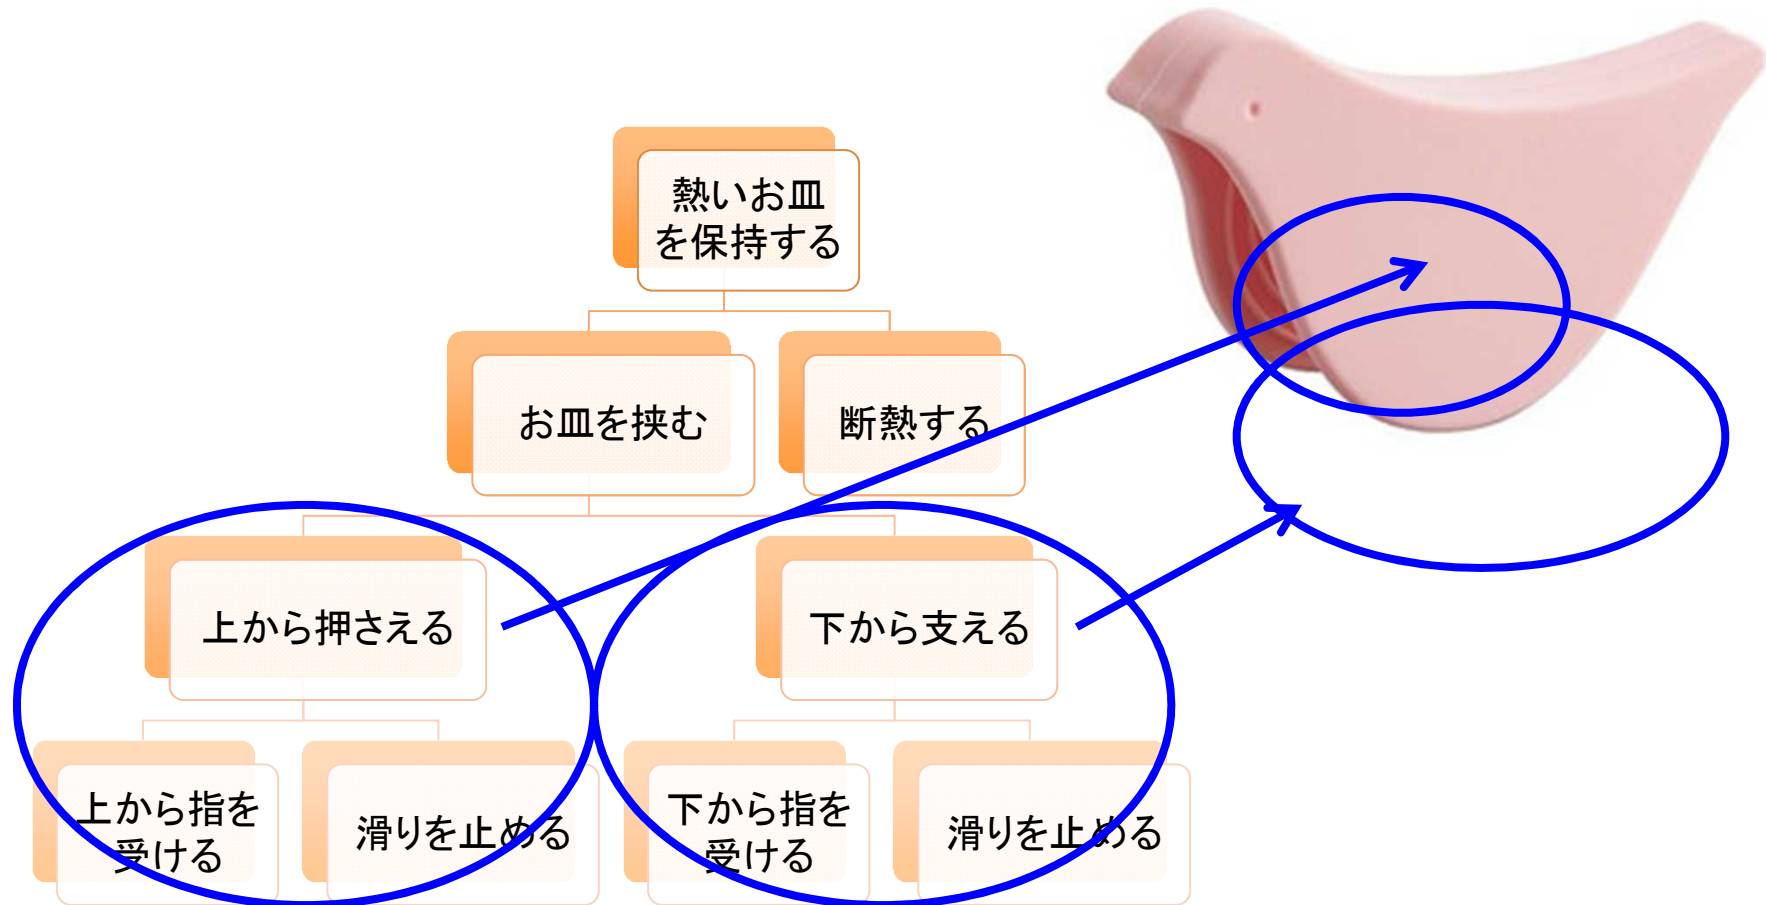 熱いお皿
を保持する
お皿を挟む
断熱する
上から押さえる
下から支える
上から指を
受ける
滑りを止める
下から指を
受ける
滑りを止める